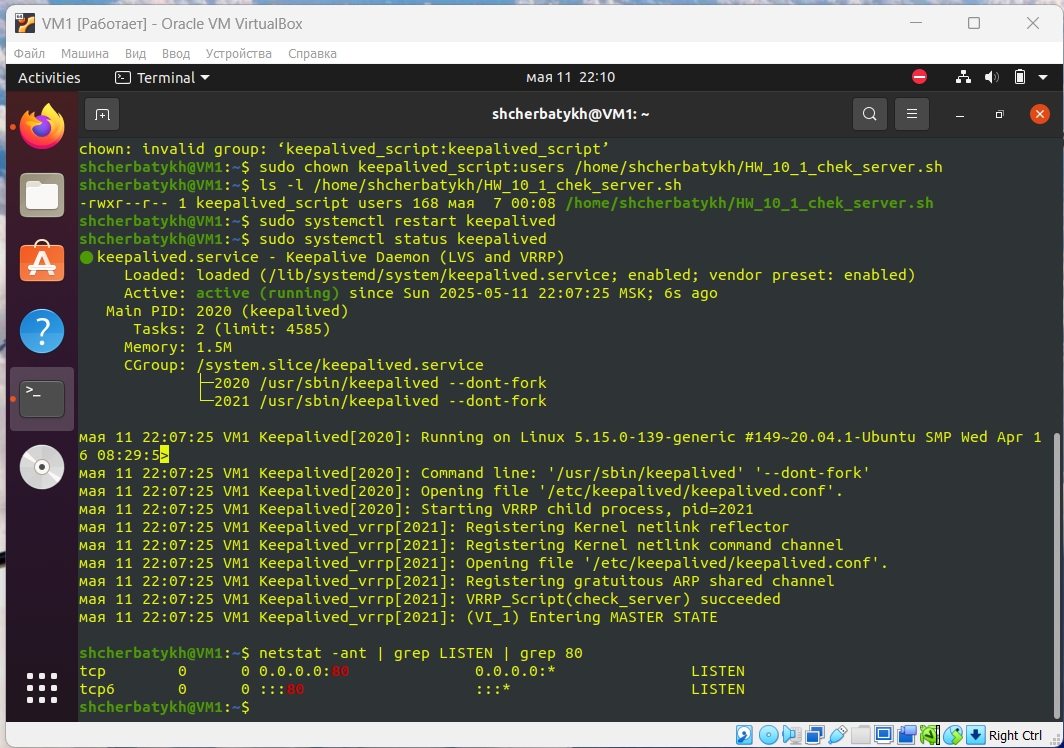 VM1 [Работает] - Oracle VM VirtualBox
Файл Машина Вид Ввод Устройства Справка
Activities Terminal мая 11 22:10
shcherbatykh@VM1: ~
chown: invalid group: ‘keepalived_script:keepalived_script’
shcherbatykh@VM1:~$ sudo chown keepalived_script:users /home/shcherbatykh/HW_10_1_chek_server.sh
shcherbatykh@VM1:~$ ls -l /home/shcherbatykh/HW_10_1_chek_server.sh
-rwxr--r-- 1 keepalived_script users 168 мая  7 00:08 /home/shcherbatykh/HW_10_1_chek_server.sh
shcherbatykh@VM1:~$ sudo systemctl restart keepalived
shcherbatykh@VM1:~$ sudo systemctl status keepalived
● keepalived.service - Keepalive Daemon (LVS and VRRP)
     Loaded: loaded (/lib/systemd/system/keepalived.service; enabled; vendor preset: enabled)
     Active: active (running) since Sun 2025-05-11 22:07:25 MSK; 6s ago
   Main PID: 2020 (keepalived)
      Tasks: 2 (limit: 4585)
     Memory: 1.5M
     CGroup: /system.slice/keepalived.service
             ├─2020 /usr/sbin/keepalived --dont-fork
             └─2021 /usr/sbin/keepalived --dont-fork
мая 11 22:07:25 VM1 Keepalived[2020]: Running on Linux 5.15.0-139-generic #149~20.04.1-Ubuntu SMP Wed Apr 1
6 08:29:5>
мая 11 22:07:25 VM1 Keepalived[2020]: Command line: '/usr/sbin/keepalived' '--dont-fork'
мая 11 22:07:25 VM1 Keepalived[2020]: Opening file '/etc/keepalived/keepalived.conf'.
мая 11 22:07:25 VM1 Keepalived[2020]: Starting VRRP child process, pid=2021
мая 11 22:07:25 VM1 Keepalived_vrrp[2021]: Registering Kernel netlink reflector
мая 11 22:07:25 VM1 Keepalived_vrrp[2021]: Registering Kernel netlink command channel
мая 11 22:07:25 VM1 Keepalived_vrrp[2021]: Opening file '/etc/keepalived/keepalived.conf'.
мая 11 22:07:25 VM1 Keepalived_vrrp[2021]: Registering gratuitous ARP shared channel
мая 11 22:07:25 VM1 Keepalived_vrrp[2021]: VRRP_Script(check_server) succeeded
мая 11 22:07:25 VM1 Keepalived_vrrp[2021]: (VI_1) Entering MASTER STATE
shcherbatykh@VM1:~$ netstat -ant | grep LISTEN | grep 80
tcp        0      0 0.0.0.0:80              0.0.0.0:*               LISTEN
tcp6       0      0 :::80                   :::*                    LISTEN
shcherbatykh@VM1:~$
Right Ctrl